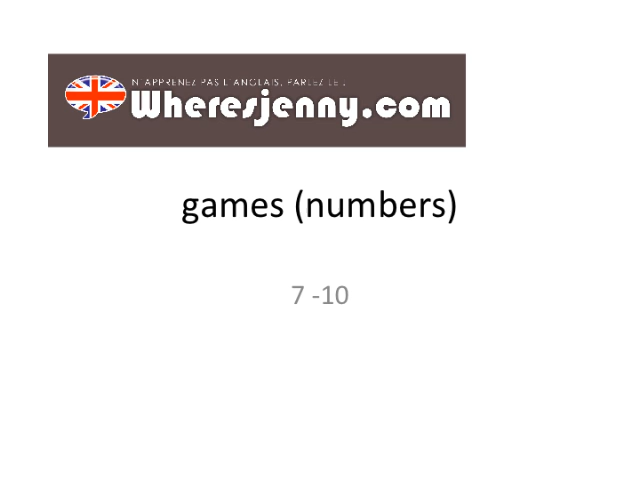 N'APPRENEZ PAS L'ANGLAIS, PARLEZ LE !
Wheresjenny.com
games (numbers)
7 -10